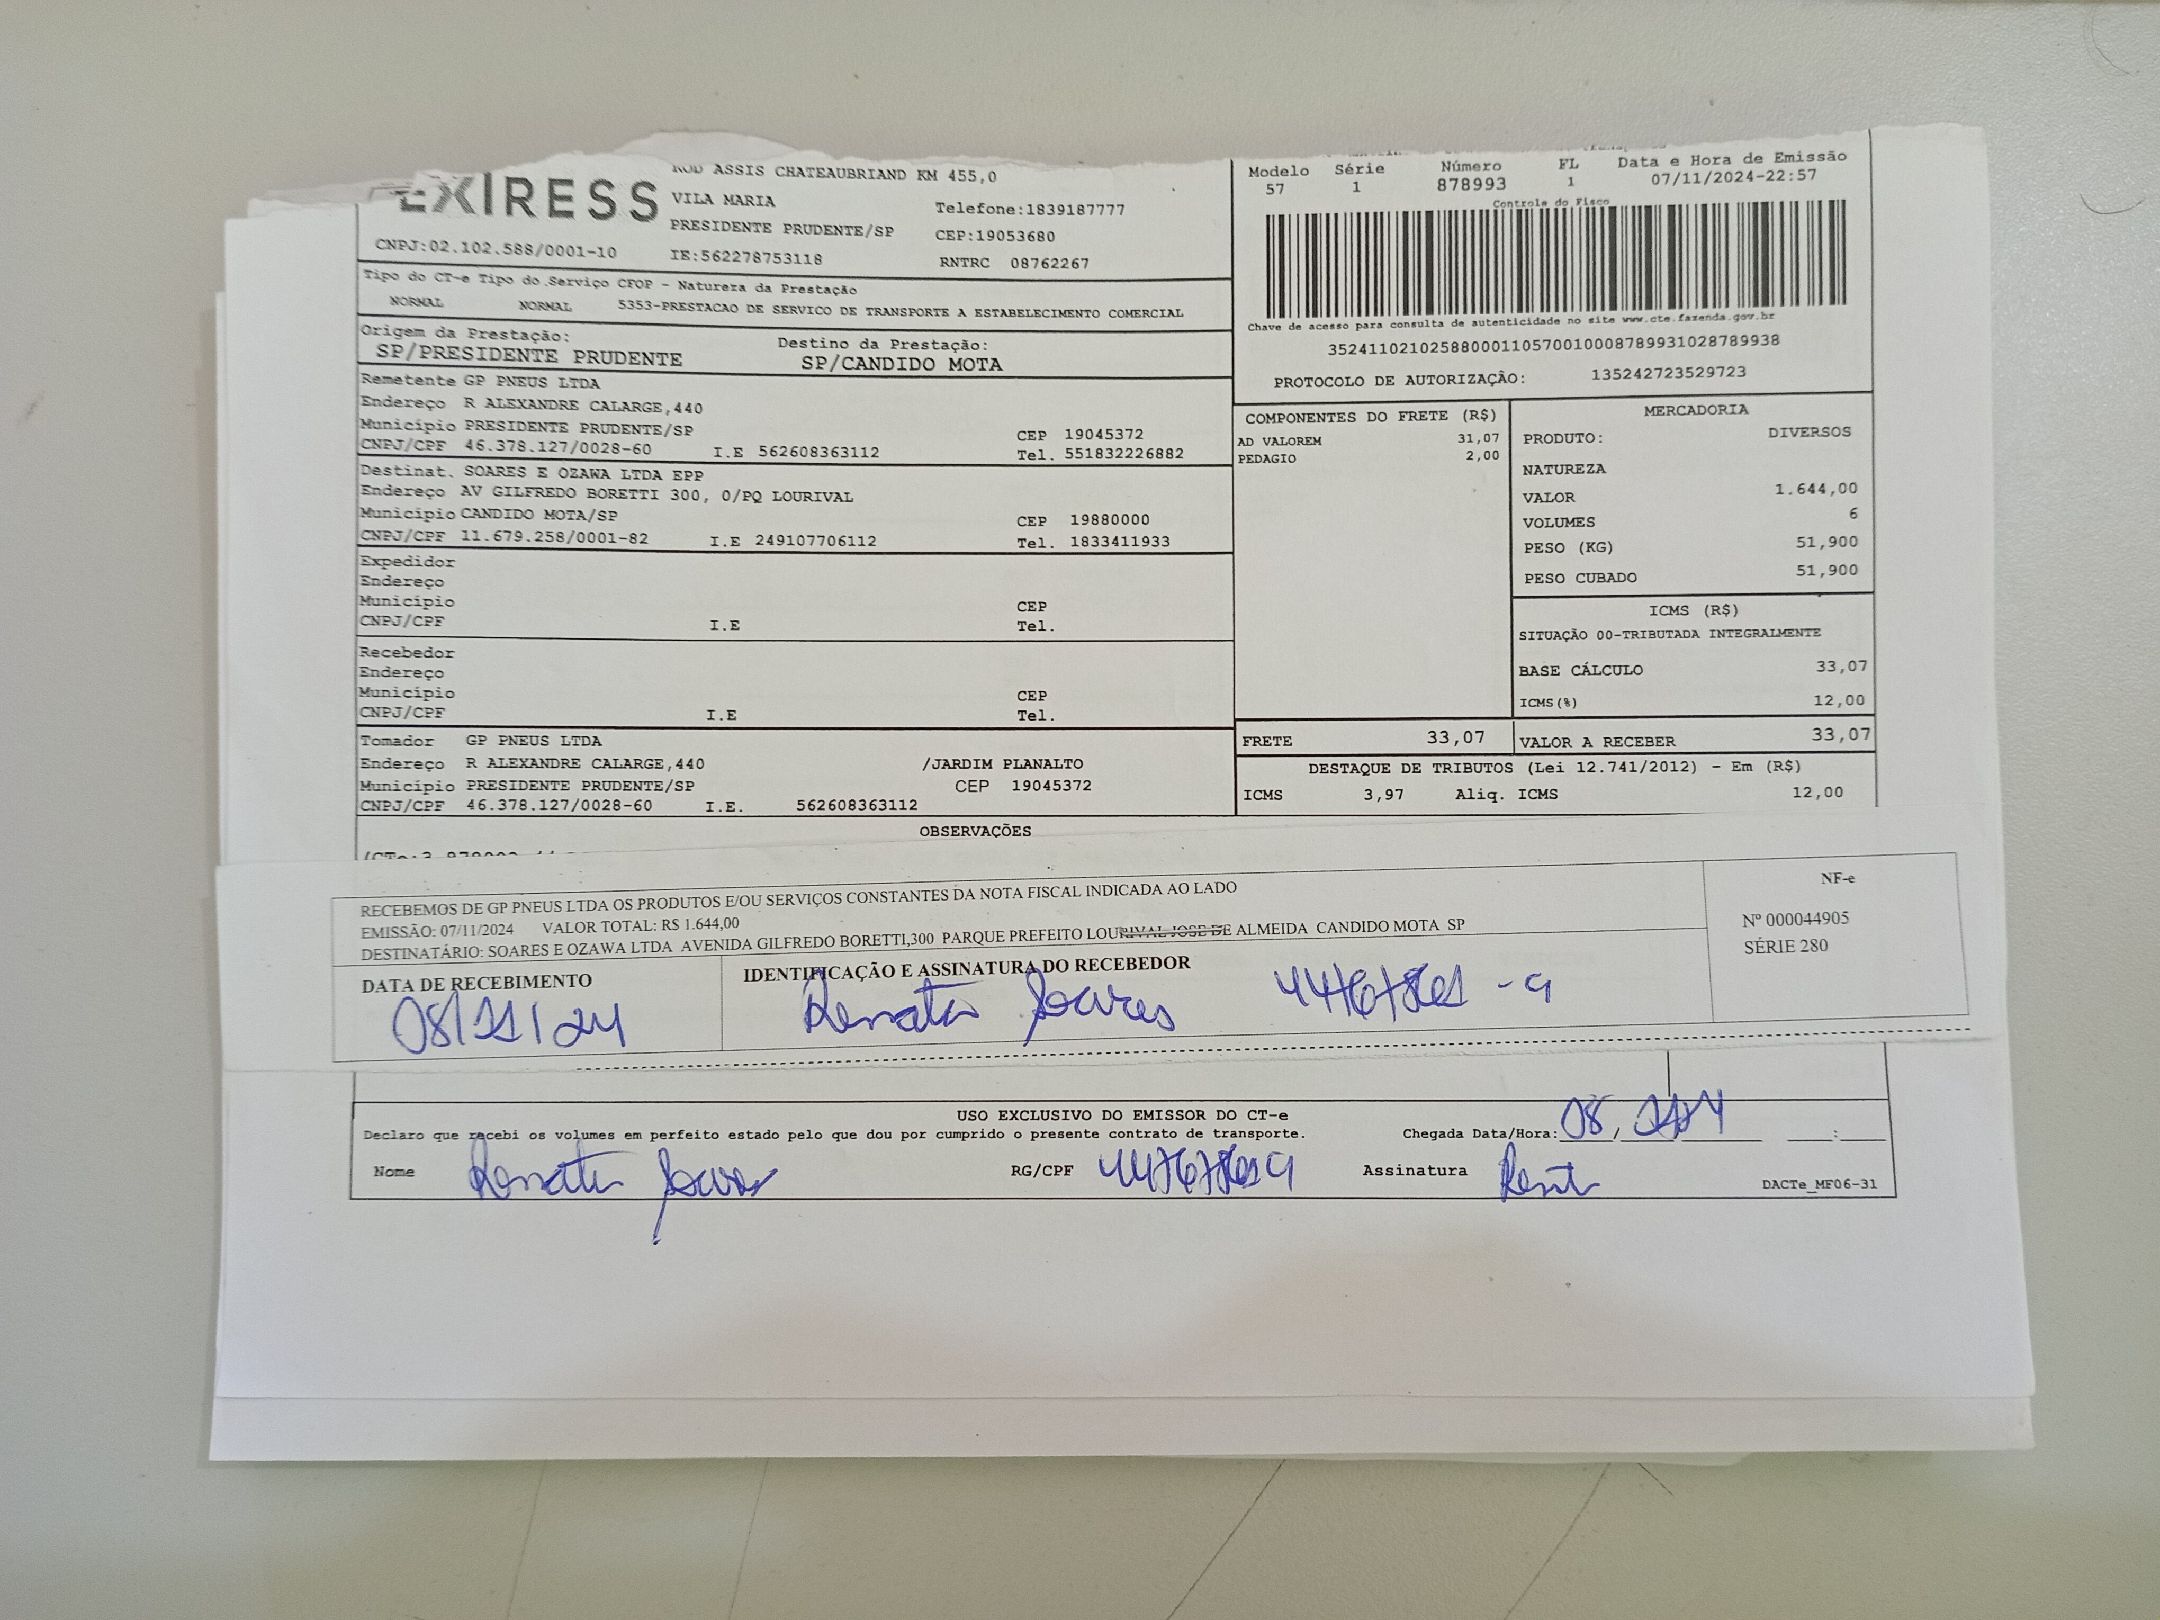 EXPRESS
ROD ASSIS CHATEAUBRIAND KM 455,0
VILA MARIA
Telefone:1839187777
PRESIDENTE PRUDENTE/SP
CEP:19053680
CNPJ:02.102.588/0001-10
IE:562278753118
RNTRC 08762267
Modelo Série Número FL Data e Hora de Emissão
57 1 878993 1 07/11/2024-22:57
Controle do Fisco
Chave de acesso para consulta de autenticidade no site www.cte.fazenda.gov.br
35241102102588000110570010008789931028789938
PROTOCOLO DE AUTORIZAÇÃO: 135242723529723
Tipo do CT-e Tipo do Serviço CFOP - Natureza da Prestação
NORMAL NORMAL 5353-PRESTACAO DE SERVICO DE TRANSPORTE A ESTABELECIMENTO COMERCIAL
Origem da Prestação: Destino da Prestação:
SP/PRESIDENTE PRUDENTE SP/CANDIDO MOTA
Remetente GP PNEUS LTDA
Endereço R ALEXANDRE CALARGE,440
Município PRESIDENTE PRUDENTE/SP CEP 19045372
CNPJ/CPF 46.378.127/0028-60 I.E 562608363112 Tel. 551832226882
Destinat. SOARES E OZAWA LTDA EPP
Endereço AV GILFREDO BORETTI 300, 0/PQ LOURIVAL
Município CANDIDO MOTA/SP CEP 19880000
CNPJ/CPF 11.679.258/0001-82 I.E 249107706112 Tel. 1833411933
Expedidor
Endereço
Município CEP
CNPJ/CPF I.E Tel.
Recebedor
Endereço
Município CEP
CNPJ/CPF I.E Tel.
Tomador GP PNEUS LTDA
Endereço R ALEXANDRE CALARGE,440 /JARDIM PLANALTO
Município PRESIDENTE PRUDENTE/SP CEP 19045372
CNPJ/CPF 46.378.127/0028-60 I.E. 562608363112
COMPONENTES DO FRETE (R$)
AD VALOREM 31,07
PEDAGIO 2,00
MERCADORIA
PRODUTO: DIVERSOS
NATUREZA
VALOR 1.644,00
VOLUMES 6
PESO (KG) 51,900
PESO CUBADO 51,900
ICMS (R$)
SITUAÇÃO 00-TRIBUTADA INTEGRALMENTE
BASE CÁLCULO 33,07
ICMS(%) 12,00
FRETE 33,07 VALOR A RECEBER 33,07
DESTAQUE DE TRIBUTOS (Lei 12.741/2012) - Em (R$)
ICMS 3,97 Aliq. ICMS 12,00
OBSERVAÇÕES
RECEBEMOS DE GP PNEUS LTDA OS PRODUTOS E/OU SERVIÇOS CONSTANTES DA NOTA FISCAL INDICADA AO LADO
EMISSÃO: 07/11/2024 VALOR TOTAL: R$ 1.644,00
DESTINATÁRIO: SOARES E OZAWA LTDA AVENIDA GILFREDO BORETTI,300 PARQUE PREFEITO LOURIVAL JOSE DE ALMEIDA CANDIDO MOTA SP
NF-e
Nº 000044905
SÉRIE 280
DATA DE RECEBIMENTO IDENTIFICAÇÃO E ASSINATURA DO RECEBEDOR
08/11/24 Renata Soares
USO EXCLUSIVO DO EMISSOR DO CT-e
Declaro que recebi os volumes em perfeito estado pelo que dou por cumprido o presente contrato de transporte. Chegada Data/Hora: 08
Nome Renata Soares RG/CPF Assinatura
DACTe_MF06-31